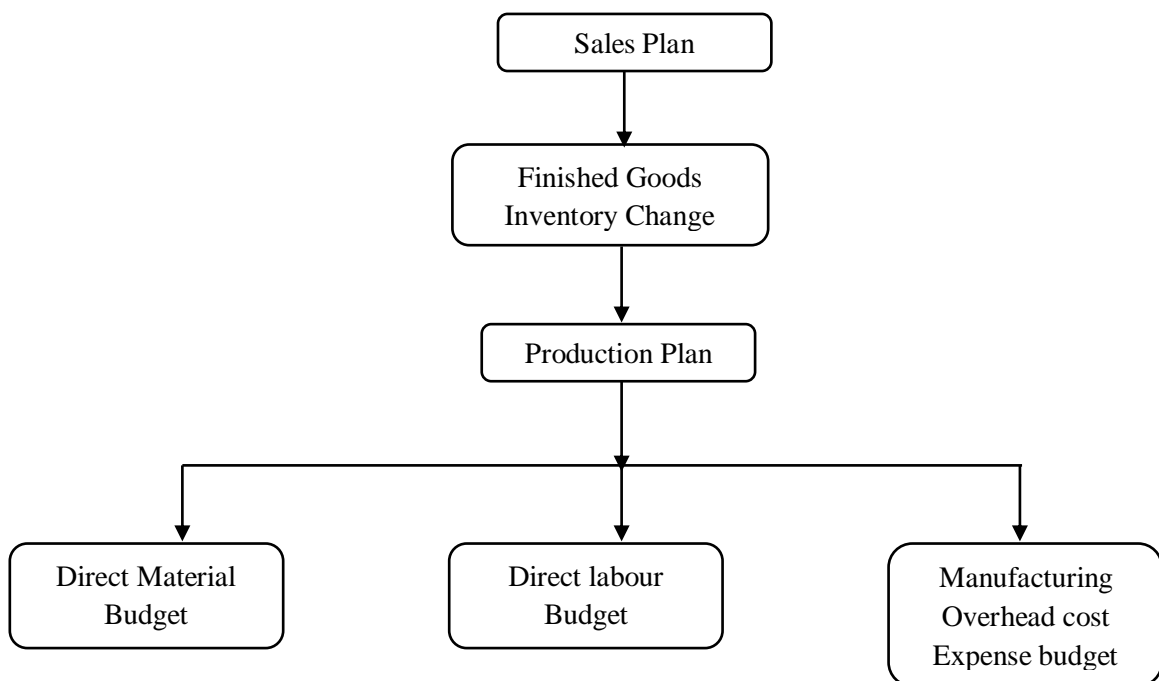 Sales Plan
Finished Goods
Inventory Change
Production Plan
Direct Material
Budget
Direct labour
Budget
Manufacturing
Overhead cost
Expense budget